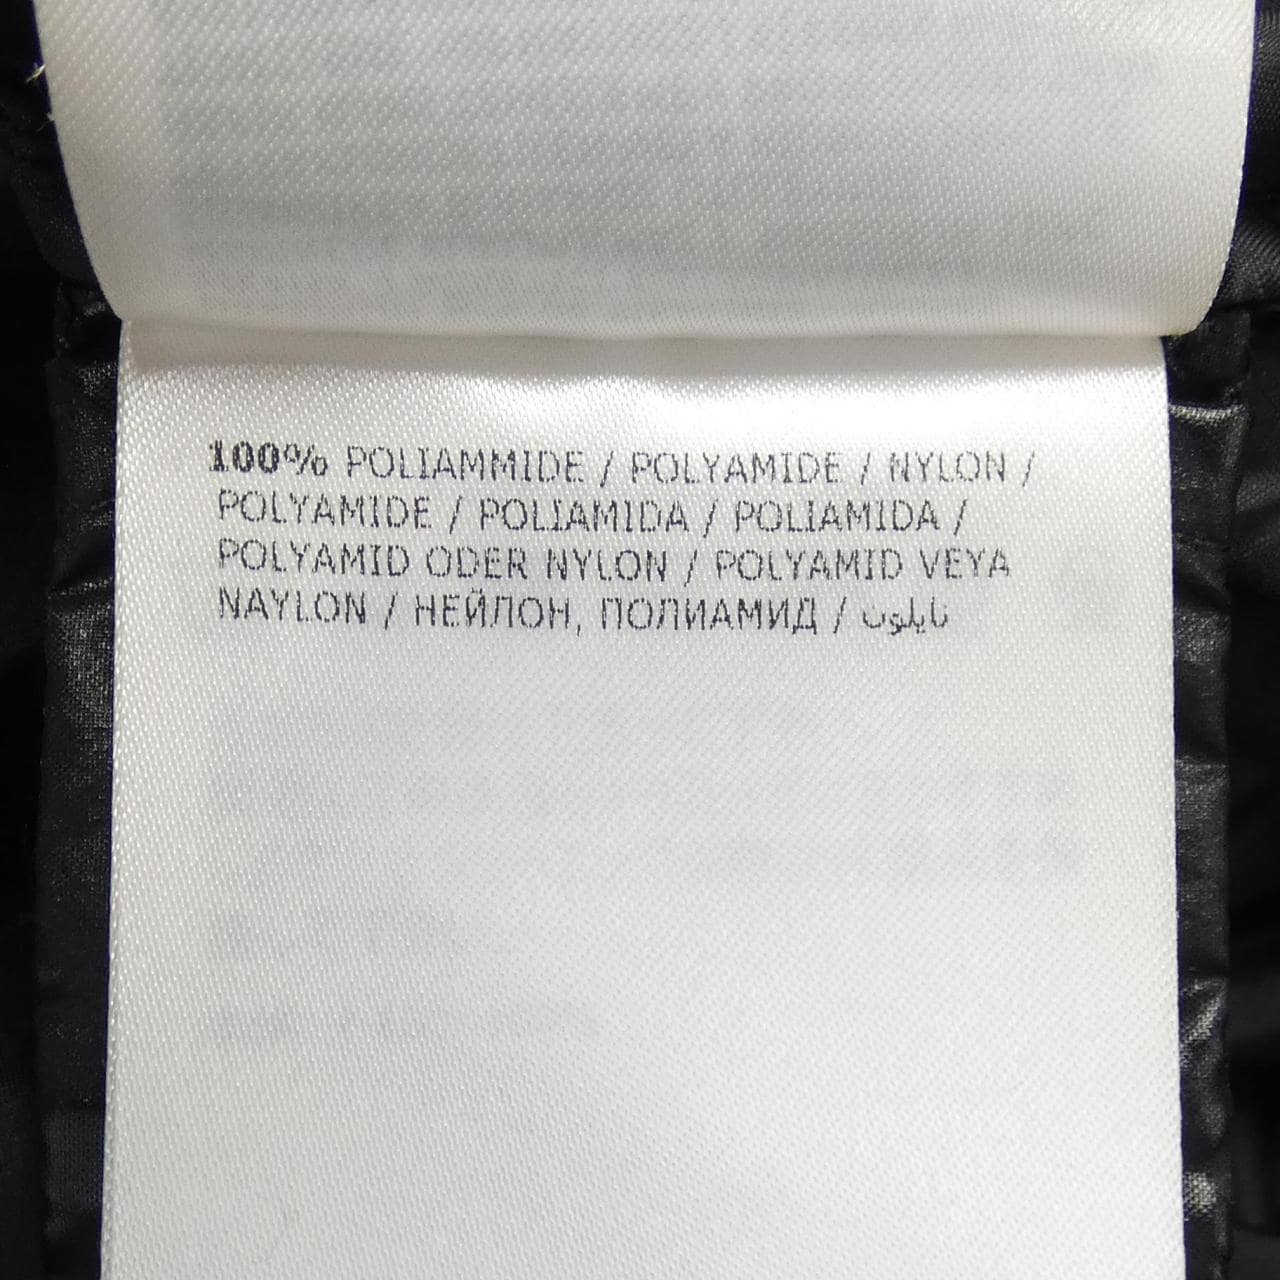 100% POLIAMMIDE / POLYAMIDE / NYLON /
POLYAMIDE / POLIAMIDA / POLIAMIDA /
POLYAMID ODER NYLON / POLYAMID VEYA
NAYLON / НЕЙЛОН, ПОЛИАМИД / نايلون